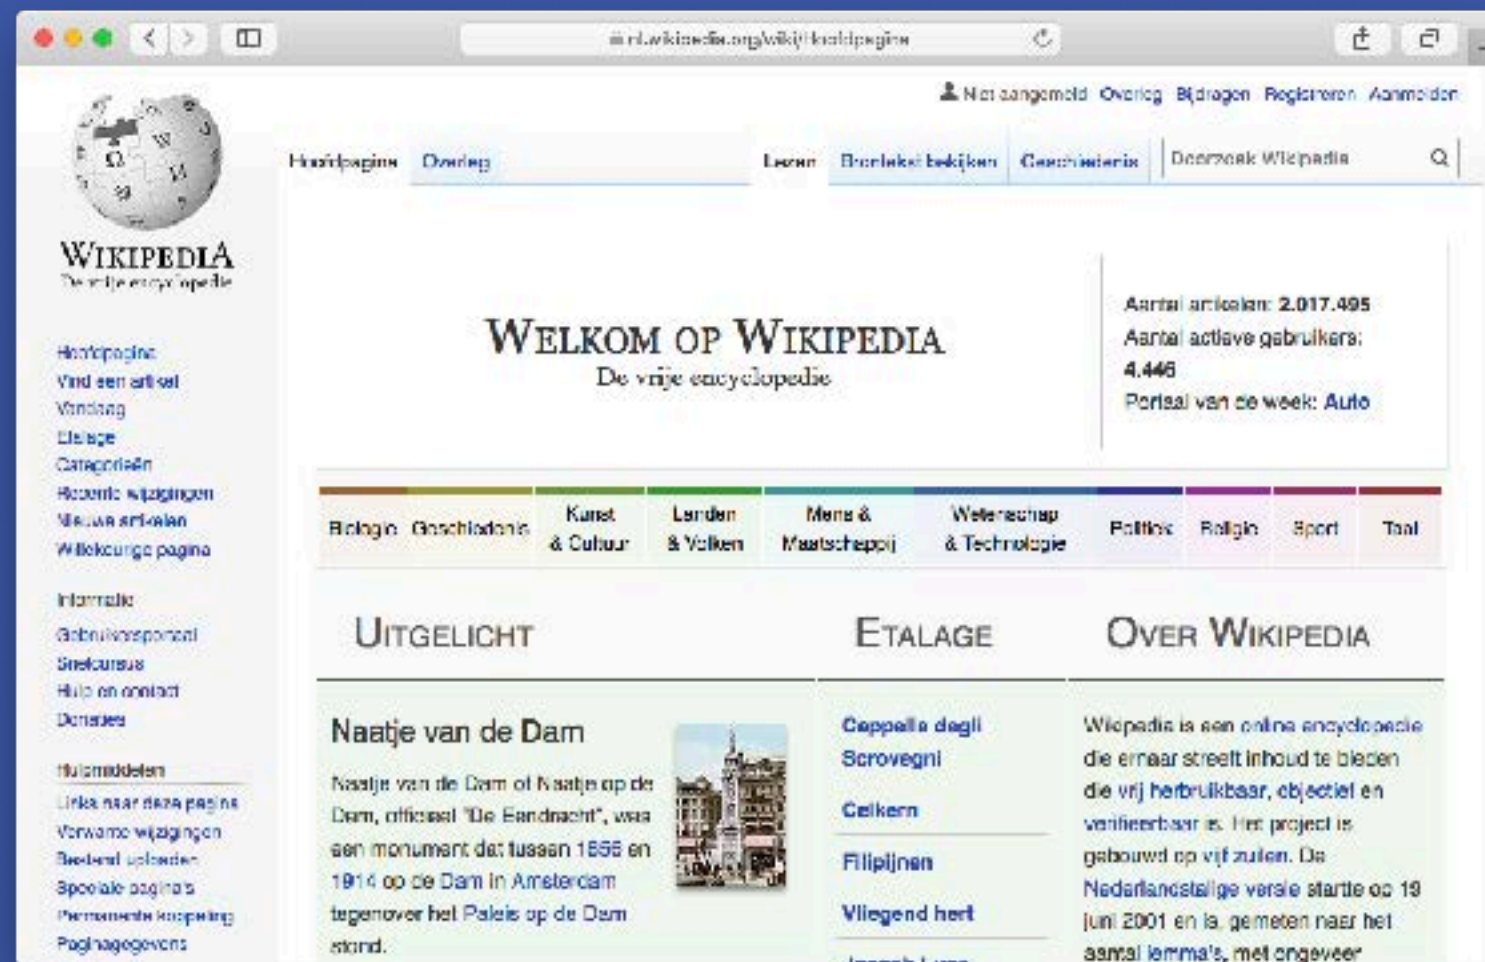 nl.wikipedia.org/wiki/Hoofdpagina
Niet aangemeld Overleg Bijdragen Registreren Aanmelden
Hoofdpagina Overleg Lezen Brontekst bekijken Geschiedenis Doorzoek Wikipedia
WIKIPEDIA
De vrije encyclopedie
Hoofdpagina
Vind een artikel
Vandaag
Etalage
Categorieën
Recente wijzigingen
Nieuwe artikelen
Willekeurige pagina
Informatie
Gebruikersportaal
Snelcursus
Hulp en contact
Donaties
Hulpmiddelen
Links naar deze pagina
Verwante wijzigingen
Bestand uploaden
Speciale pagina's
Permanente koppeling
Paginagegevens
WELKOM OP WIKIPEDIA
De vrije encyclopedie
Aantal artikelen: 2.017.495
Aantal actieve gebruikers:
4.446
Portaal van de week: Auto
Biologie Geschiedenis Kunst & Cultuur Landen & Volken Mens & Maatschappij Wetenschap & Technologie Politiek Religie Sport Taal
UITGELICHT
Naatje van de Dam
Naatje van de Dam of Naatje op de
Dam, officieel "De Eendracht", was
een monument dat tussen 1856 en
1914 op de Dam in Amsterdam
tegenover het Paleis op de Dam
stond.
ETALAGE
Cappella degli
Scrovegni
Celkern
Filipijnen
Vliegend hert
OVER WIKIPEDIA
Wikipedia is een online encyclopedie
die ernaar streeft inhoud te bieden
die vrij herbruikbaar, objectief en
verifieerbaar is. Het project is
gebouwd op vijf zuilen. De
Nederlandstalige versie startte op 19
juni 2001 en is, gemeten naar het
aantal lemma's, met ongeveer